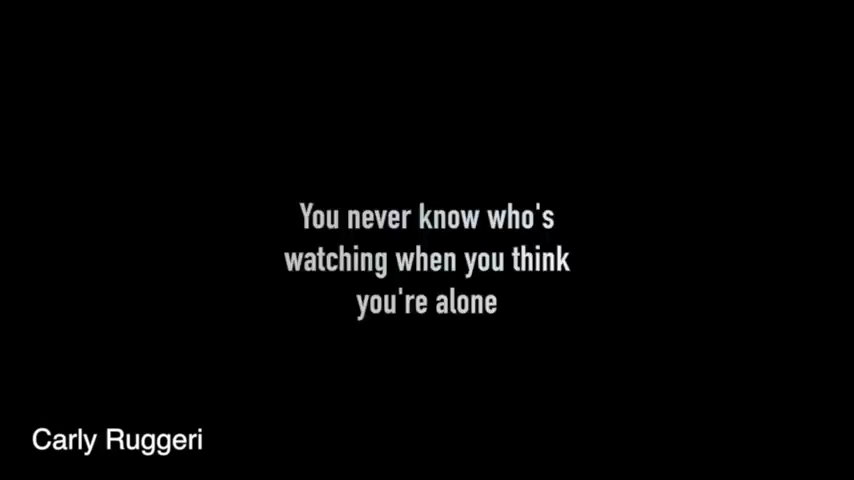 You never know who's
watching when you think
you're alone
Carly Ruggeri